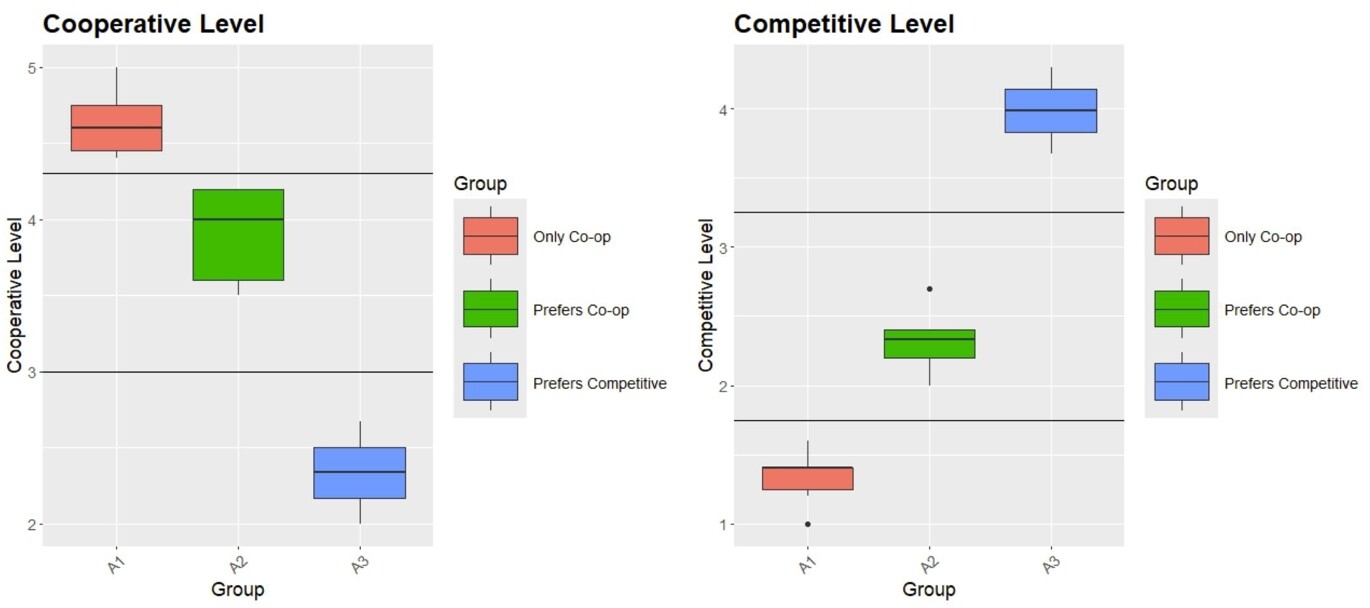 Cooperative Level
5
4
3
2
Cooperative Level
A1
A2
A3
Group
Group
Only Co-op
Prefers Co-op
Prefers Competitive
Competitive Level
4
3
2
1
Competitive Level
A1
A2
A3
Group
Group
Only Co-op
Prefers Co-op
Prefers Competitive